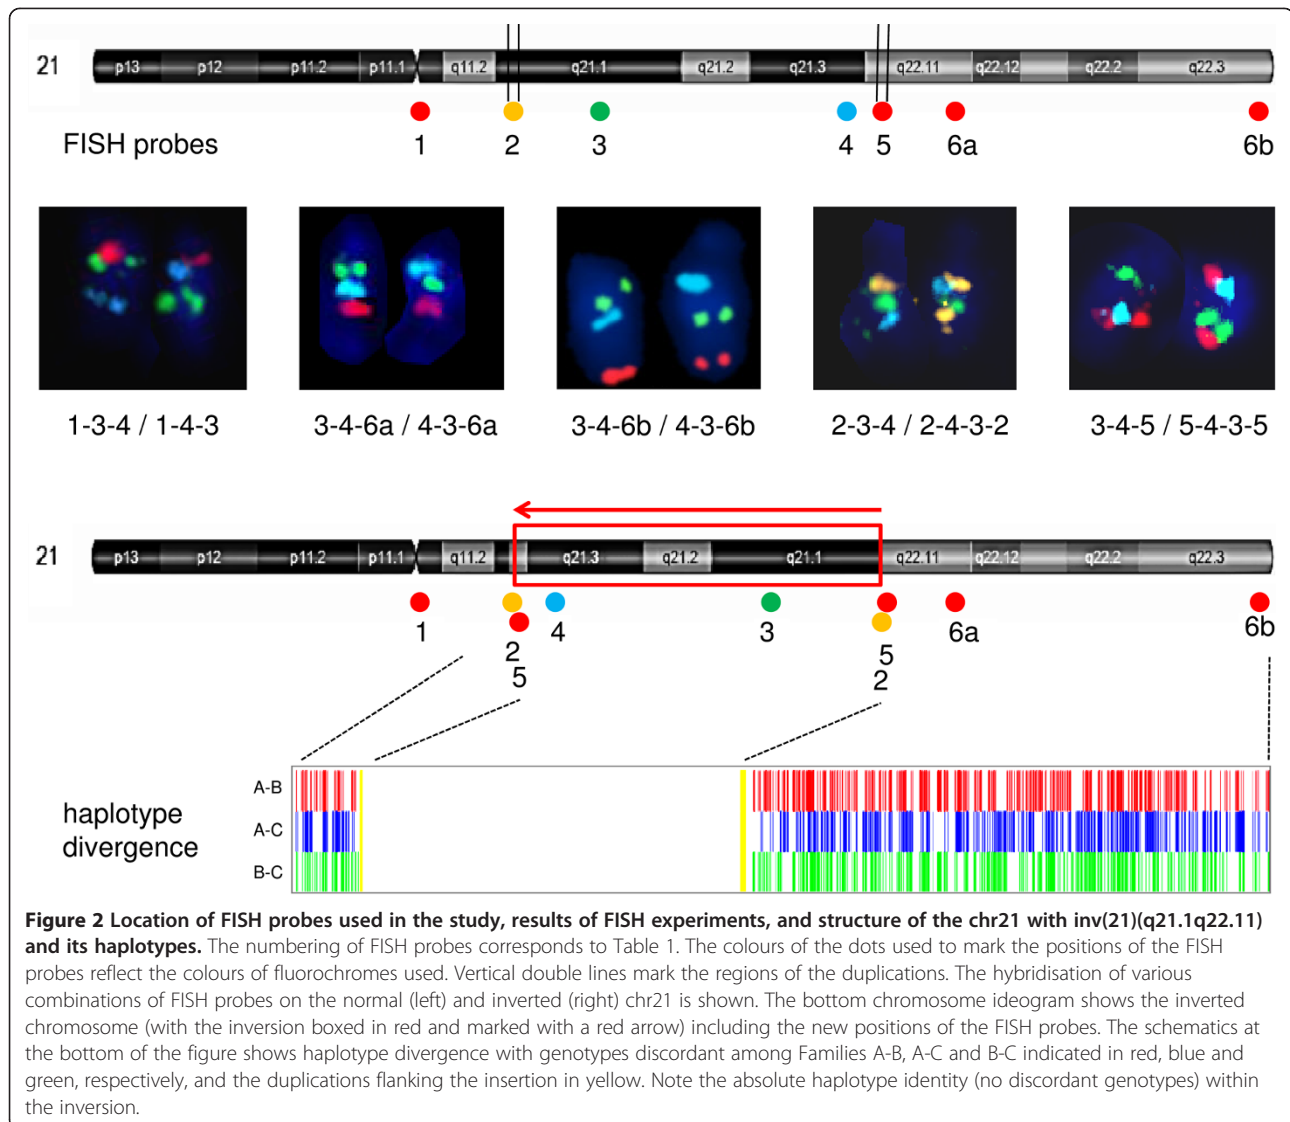 21 p13 p12 p11.2 p11.1 q11.2 q21.1 q21.2 q21.3 q22.11 q22.12 q22.2 q22.3
FISH probes 1 2 3 4 5 6a 6b
1-3-4 / 1-4-3 3-4-6a / 4-3-6a 3-4-6b / 4-3-6b 2-3-4 / 2-4-3-2 3-4-5 / 5-4-3-5
21 p13 p12 p11.2 p11.1 q11.2 q21.3 q21.2 q21.1 q22.11 q22.12 q22.2 q22.3
1 2 4 3 5 6a 6b
5 2
A-B
haplotype
A-C
divergence
B-C
Figure 2 Location of FISH probes used in the study, results of FISH experiments, and structure of the chr21 with inv(21)(q21.1q22.11)
and its haplotypes. The numbering of FISH probes corresponds to Table 1. The colours of the dots used to mark the positions of the FISH
probes reflect the colours of fluorochromes used. Vertical double lines mark the regions of the duplications. The hybridisation of various
combinations of FISH probes on the normal (left) and inverted (right) chr21 is shown. The bottom chromosome ideogram shows the inverted
chromosome (with the inversion boxed in red and marked with a red arrow) including the new positions of the FISH probes. The schematics at
the bottom of the figure shows haplotype divergence with genotypes discordant among Families A-B, A-C and B-C indicated in red, blue and
green, respectively, and the duplications flanking the insertion in yellow. Note the absolute haplotype identity (no discordant genotypes) within
the inversion.